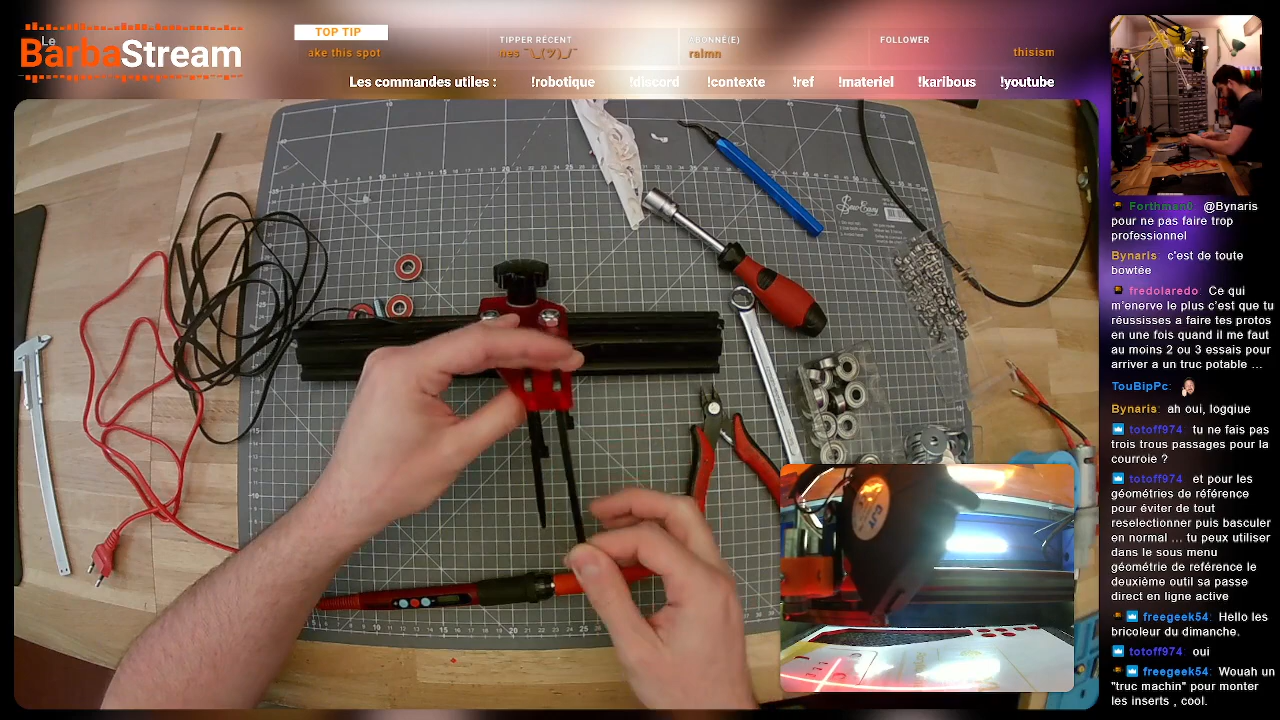 Le
BarbaStream
TOP TIP
ake this spot
TIPPER RÉCENT
nes ¯\_(ツ)_/¯
ABONNÉ(E)
ralmn
FOLLOWER
thisism
Les commandes utiles : !robotique !discord !contexte !ref !materiel !karibous !youtube
Forthman0: @Bynaris
pour ne pas faire trop
professionnel
Bynaris: c'est de toute
bowtée
fredolaredo: Ce qui
m'enerve le plus c'est que tu
réussisses a faire tes protos
en une fois quand il me faut
au moins 2 ou 3 essais pour
arriver a un truc propre ...
TouBipPc:
Bynaris: ah oui, logqiue
totoff974: tu ne fais pas
trois trous passages pour la
courroie ?
totoff974: et pour les
géométries de référence
pour éviter de tout
reselectionner puis basculer
en normal ... tu peux utiliser
dans le sous menu
géométrie de reférence le
deuxième outil sa passe
direct en ligne active
freegeek54: Hello les
bricoleur du dimanche.
totoff974: oui
freegeek54: Wouah un
"truc machin" pour monter
les inserts , cool.